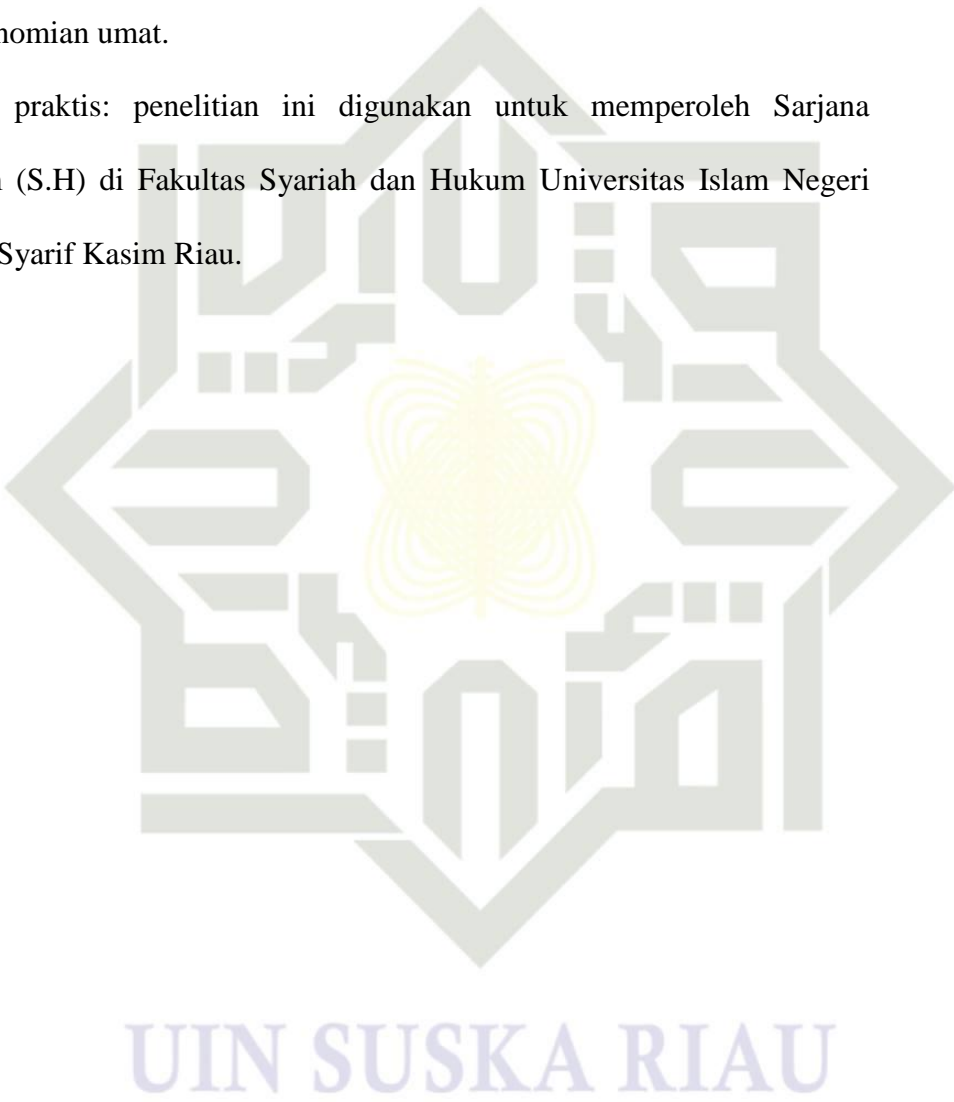 nomian umat.
praktis: penelitian ini digunakan untuk memperoleh Sarjana
(S.H) di Fakultas Syariah dan Hukum Universitas Islam Negeri
Syarif Kasim Riau.
UIN SUSKA RIAU